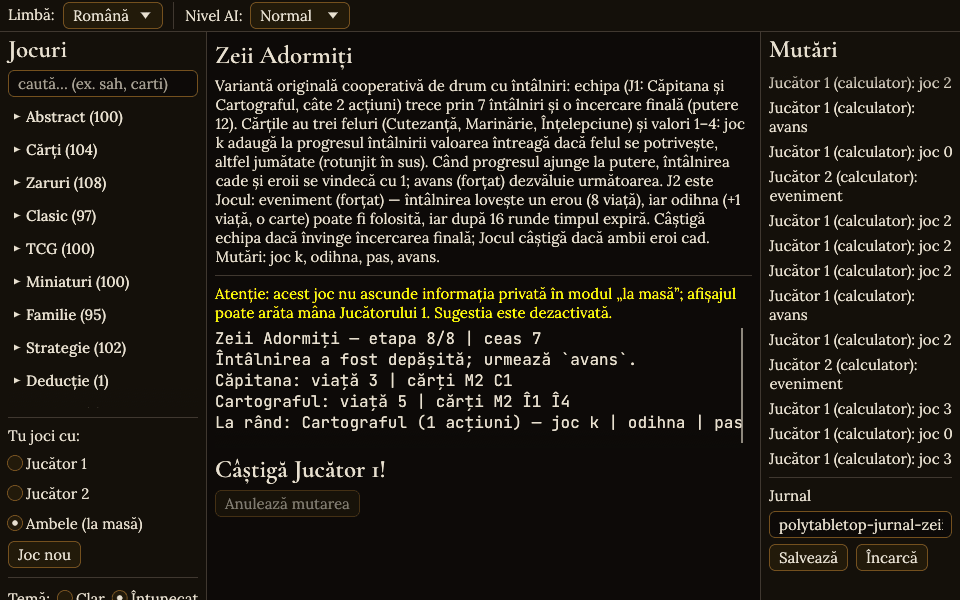 Limbă: Română ▼ Nivel AI: Normal ▼
Jocuri
caută... (ex. sah, carti)
▸ Abstract (100)
▸ Cărți (104)
▸ Zaruri (108)
▸ Clasic (97)
▸ TCG (100)
▸ Miniaturi (100)
▸ Familie (95)
▸ Strategie (102)
▸ Deducție (1)
Tu joci cu:
Jucător 1
Jucător 2
Ambele (la masă)
Joc nou
Temă: Clar Întunecat
Zeii Adormiți
Variantă originală cooperativă de drum cu întâlniri: echipa (J1: Căpitana și
Cartograful, câte 2 acțiuni) trece prin 7 întâlniri și o încercare finală (putere
12). Cărțile au trei feluri (Cutezanță, Marinărie, Înțelepciune) și valori 1–4: joc
k adaugă la progresul întâlnirii valoarea întreagă dacă felul se potrivește,
altfel jumătate (rotunjit în sus). Când progresul ajunge la putere, întâlnirea
cade și eroii se vindecă cu 1; avans (forțat) dezvăluie următoarea. J2 este
Jocul: eveniment (forțat) — întâlnirea lovește un erou (8 viață), iar odihna (+1
viață, o carte) poate fi folosită, iar după 16 runde timpul expiră. Câștigă
echipa dacă învinge încercarea finală; Jocul câștigă dacă ambii eroi cad.
Mutări: joc k, odihna, pas, avans.
Atenție: acest joc nu ascunde informația privată în modul „la masă”; afișajul
poate arăta mâna Jucătorului 1. Sugestia este dezactivată.
Zeii Adormiți — etapa 8/8 | ceas 7
Întâlnirea a fost depășită; urmează `avans`.
Căpitana: viață 3 | cărți M2 C1
Cartograful: viață 5 | cărți M2 Î1 Î4
La rând: Cartograful (1 acțiuni) — joc k | odihna | pas
Câștigă Jucător 1!
Anulează mutarea
Mutări
Jucător 1 (calculator): joc 2
Jucător 1 (calculator):
avans
Jucător 1 (calculator): joc 0
Jucător 2 (calculator):
eveniment
Jucător 1 (calculator): joc 2
Jucător 1 (calculator): joc 2
Jucător 1 (calculator): joc 2
Jucător 1 (calculator):
avans
Jucător 1 (calculator): joc 2
Jucător 2 (calculator):
eveniment
Jucător 1 (calculator): joc 3
Jucător 1 (calculator): joc 0
Jucător 1 (calculator): joc 3
Jurnal
polytabletop-jurnal-zei
Salvează Încarcă